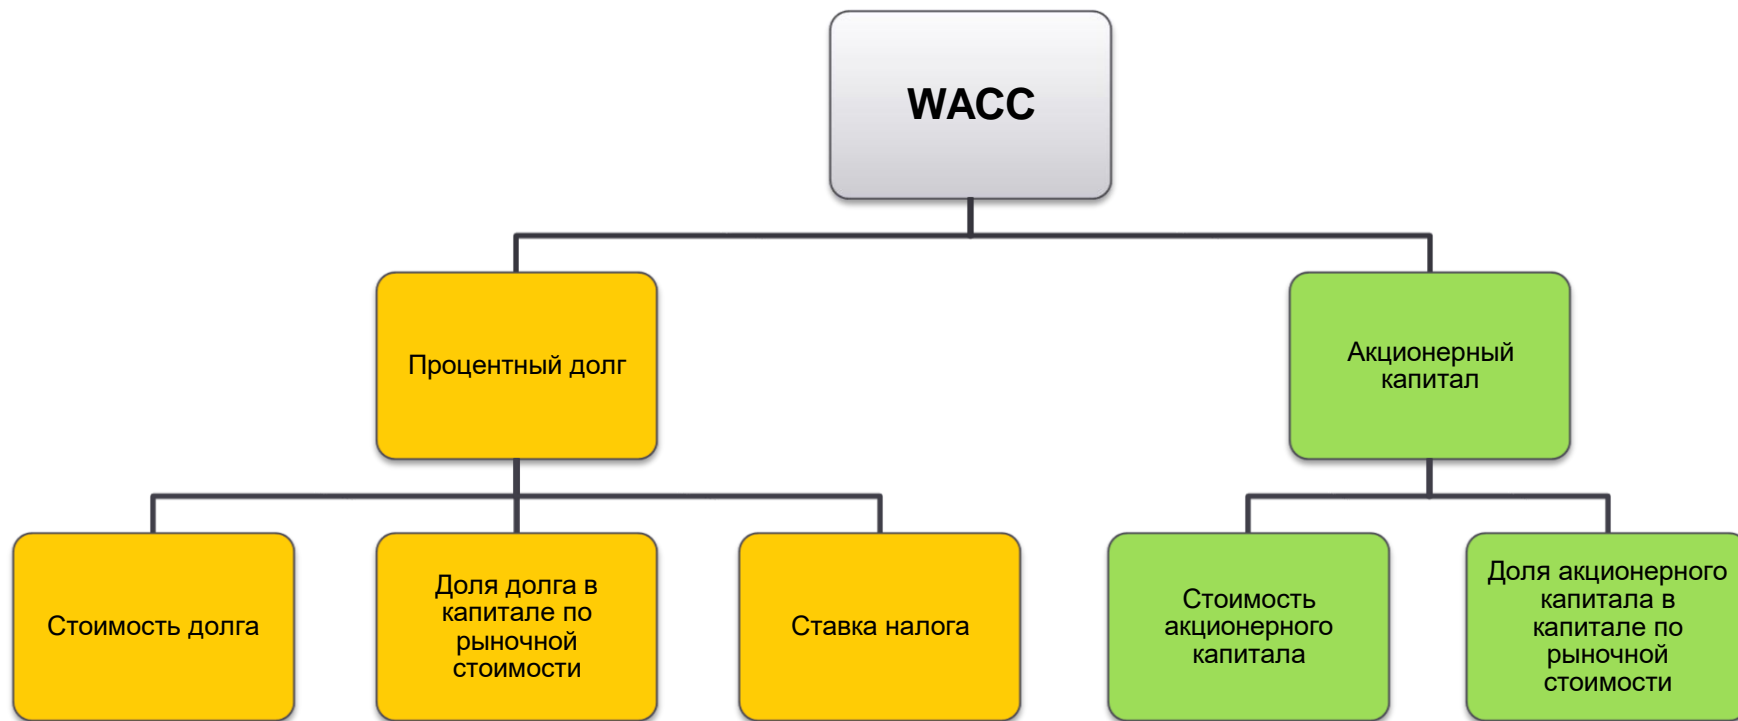 WACC
Процентный долг
Акционерный
капитал
Стоимость долга
Доля долга в
капитале по
рыночной
стоимости
Ставка налога
Стоимость
акционерного
капитала
Доля акционерного
капитала в
капитале по
рыночной
стоимости